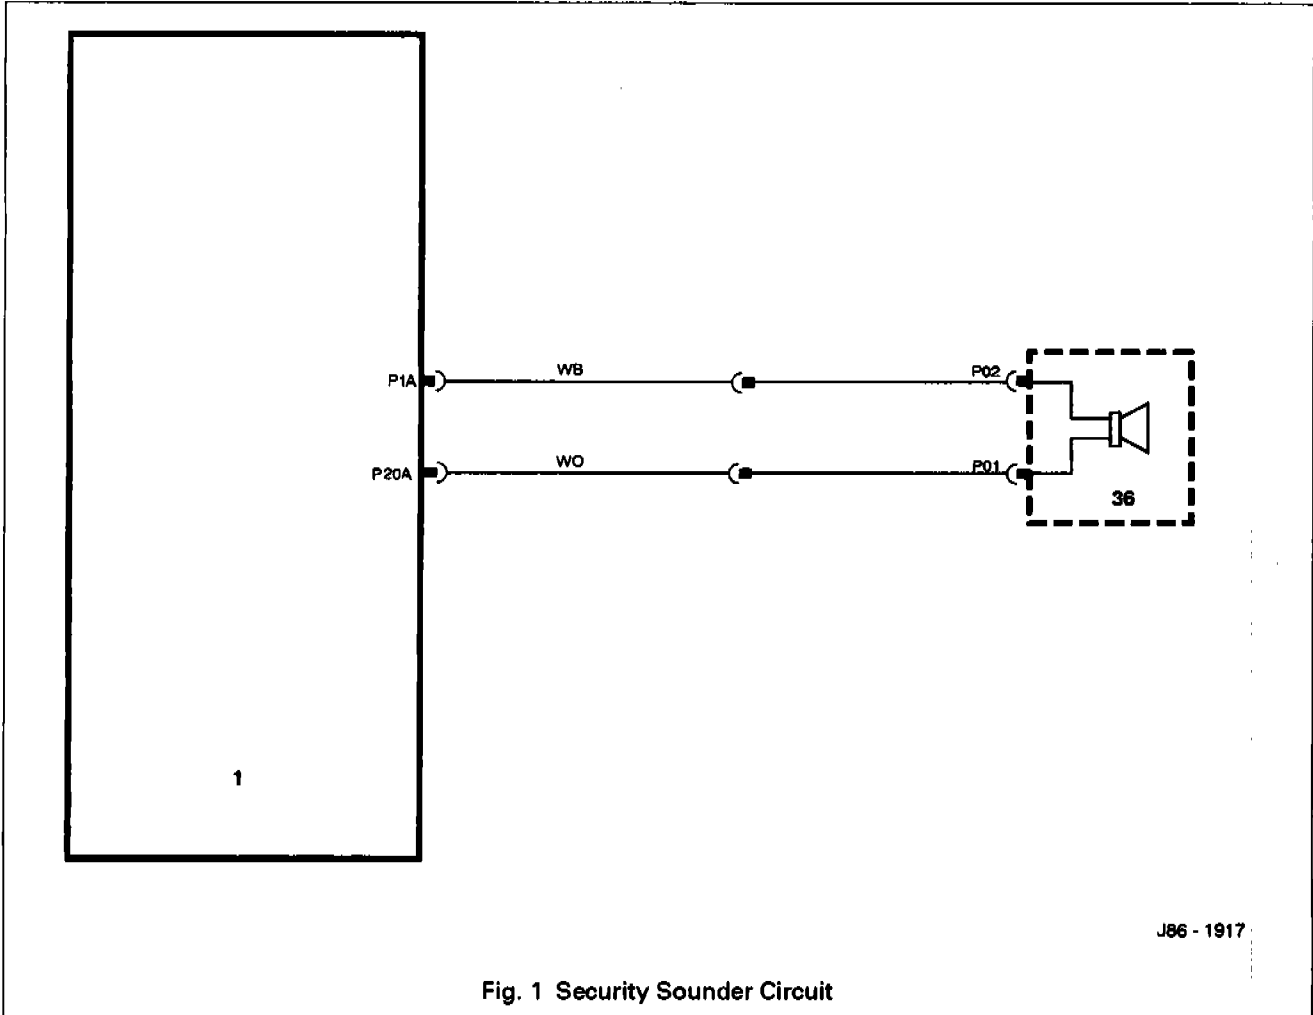 P1A
WB
P02
P20A
WO
P01
36
1
J86 - 1917
Fig. 1 Security Sounder Circuit